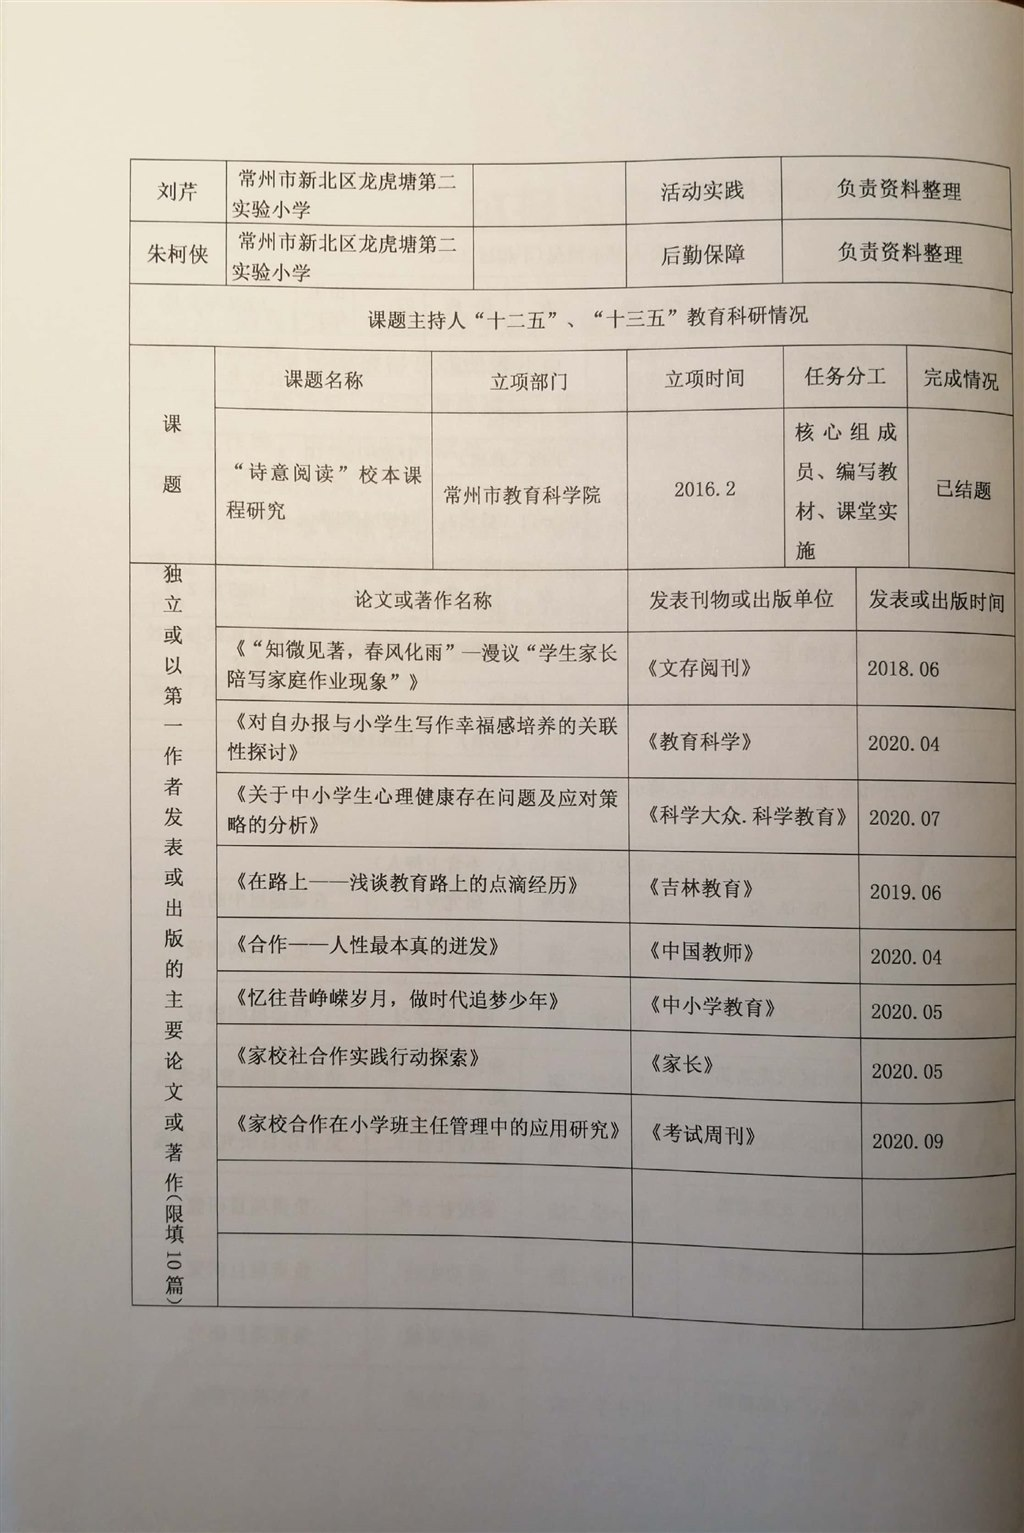 刘芹 常州市新北区龙虎塘第二 活动实践 负责资料整理
实验小学
朱柯侠 常州市新北区龙虎塘第二 后勤保障 负责资料整理
实验小学
课题主持人“十二五”、“十三五”教育科研情况
课题
课题名称 立项部门 立项时间 任务分工 完成情况
“诗意阅读”校本课
程研究
常州市教育科学院
2016.2
核心组成
员、编写教
材、课堂实
施
已结题
独立或以第一作者发表或出版的主要论文或著作(限填10篇)
论文或著作名称 发表刊物或出版单位 发表或出版时间
《“知微见著，春风化雨”—漫议“学生家长
陪写家庭作业现象”》
《文存阅刊》 2018.06
《对自办报与小学生写作幸福感培养的关联
性探讨》
《教育科学》 2020.04
《关于中小学生心理健康存在问题及应对策
略的分析》
《科学大众.科学教育》 2020.07
《在路上——浅谈教育路上的点滴经历》 《吉林教育》 2019.06
《合作——人性最本真的迸发》 《中国教师》 2020.04
《忆往昔峥嵘岁月，做时代追梦少年》 《中小学教育》 2020.05
《家校社合作实践行动探索》 《家长》 2020.05
《家校合作在小学班主任管理中的应用研究》 《考试周刊》 2020.09